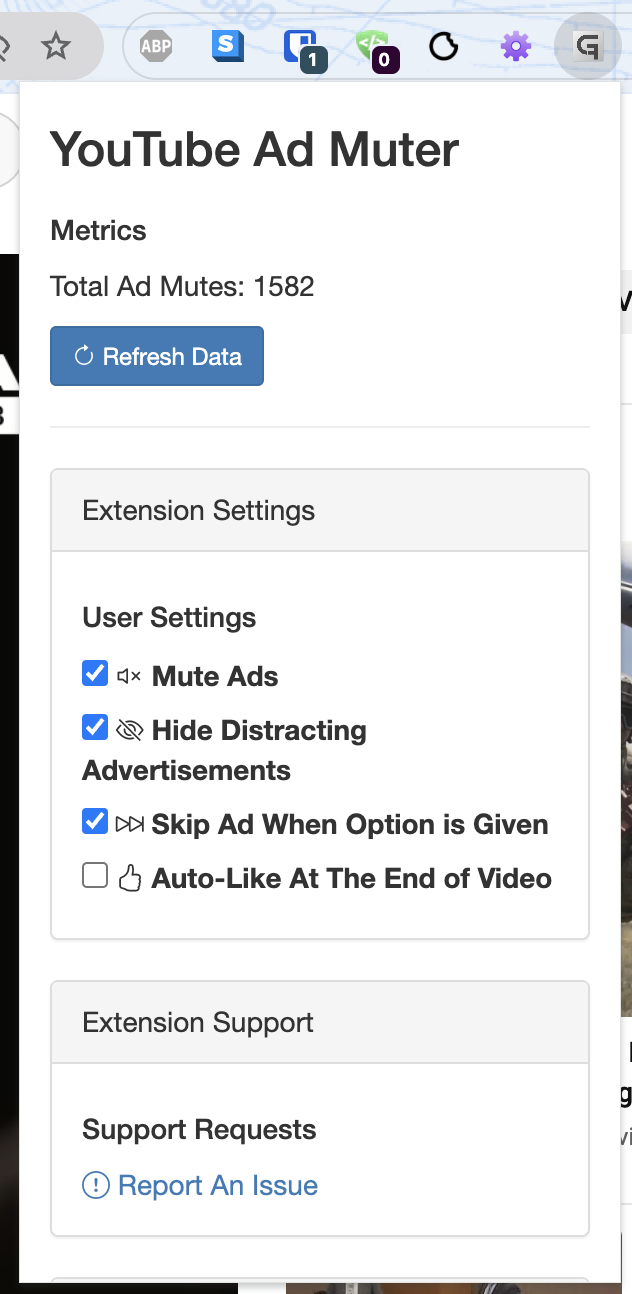 ABP
S
1
0
YouTube Ad Muter
Metrics
Total Ad Mutes: 1582
Refresh Data
Extension Settings
User Settings
Mute Ads
Hide Distracting
Advertisements
Skip Ad When Option is Given
Auto-Like At The End of Video
Extension Support
Support Requests
Report An Issue